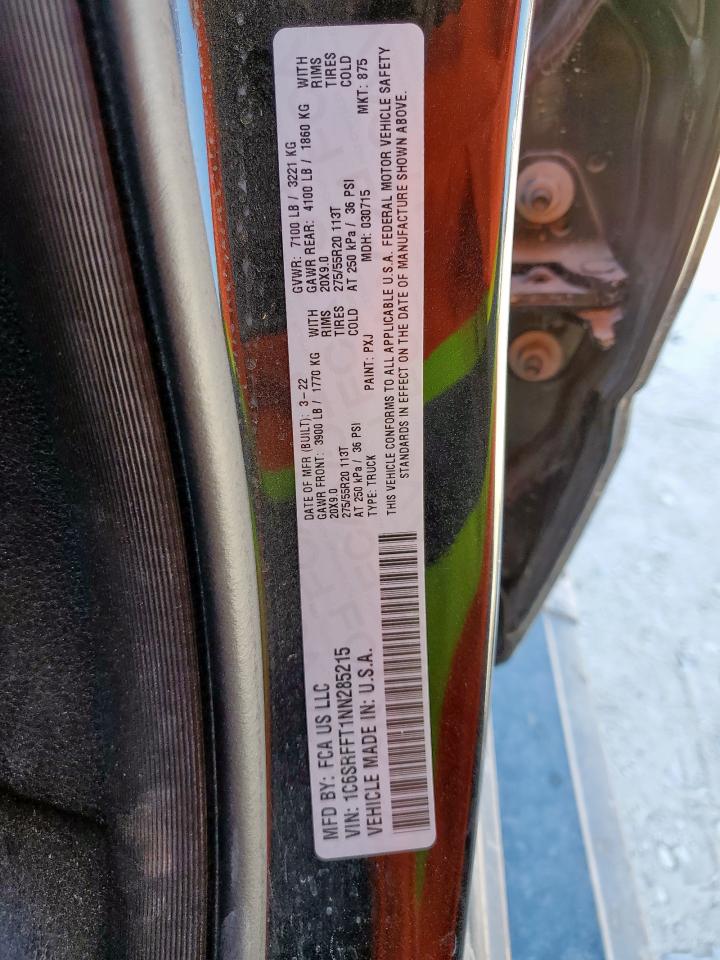 MFD BY: FCA US LLC
VIN: 1C6SRFFT1NN285215
VEHICLE MADE IN: U.S.A.
DATE OF MFR (BUILT): 3-22
GAWR FRONT: 3900 LB / 1770 KG WITH
20X9.0 RIMS
275/55R20 113T TIRES
AT 250 kPa / 36 PSI COLD
TYPE: TRUCK PAINT: PXJ
GVWR: 7100 LB / 3221 KG
GAWR REAR: 4100 LB / 1860 KG WITH
20X9.0 RIMS
275/55R20 113T TIRES
AT 250 kPa / 36 PSI COLD
MDH: 030715 MKT: 875
THIS VEHICLE CONFORMS TO ALL APPLICABLE U.S.A. FEDERAL MOTOR VEHICLE SAFETY
STANDARDS IN EFFECT ON THE DATE OF MANUFACTURE SHOWN ABOVE.